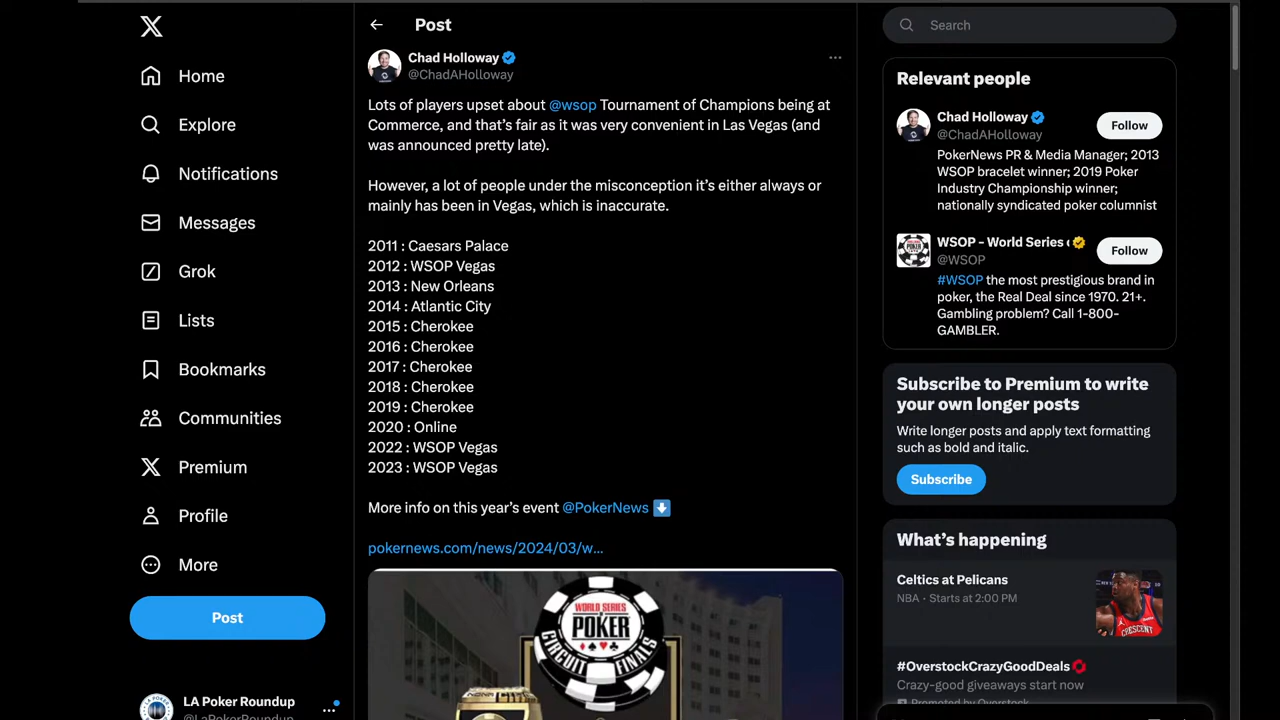 Home
Explore
Notifications
Messages
Grok
Lists
Bookmarks
Communities
Premium
Profile
More
Post
LA Poker Roundup
@LaPokerRoundup
Post
Chad Holloway
@ChadAHolloway
Lots of players upset about @wsop Tournament of Champions being at
Commerce, and that’s fair as it was very convenient in Las Vegas (and
was announced pretty late).
However, a lot of people under the misconception it’s either always or
mainly has been in Vegas, which is inaccurate.
2011 : Caesars Palace
2012 : WSOP Vegas
2013 : New Orleans
2014 : Atlantic City
2015 : Cherokee
2016 : Cherokee
2017 : Cherokee
2018 : Cherokee
2019 : Cherokee
2020 : Online
2022 : WSOP Vegas
2023 : WSOP Vegas
More info on this year’s event @PokerNews
pokernews.com/news/2024/03/w...
WORLD SERIES
OF
POKER
CIRCUIT FINALS
Search
Relevant people
Chad Holloway
@ChadAHolloway
Follow
PokerNews PR & Media Manager; 2013
WSOP bracelet winner; 2019 Poker
Industry Championship winner;
nationally syndicated poker columnist
WSOP - World Series
@WSOP
Follow
#WSOP the most prestigious brand in
poker, the Real Deal since 1970. 21+.
Gambling problem? Call 1-800-
GAMBLER.
Subscribe to Premium to write
your own longer posts
Write longer posts and apply text formatting
such as bold and italic.
Subscribe
What’s happening
Celtics at Pelicans
NBA · Starts at 2:00 PM
CRESCENT
#OverstockCrazyGoodDeals
Crazy-good giveaways start now
Promoted by Overstock